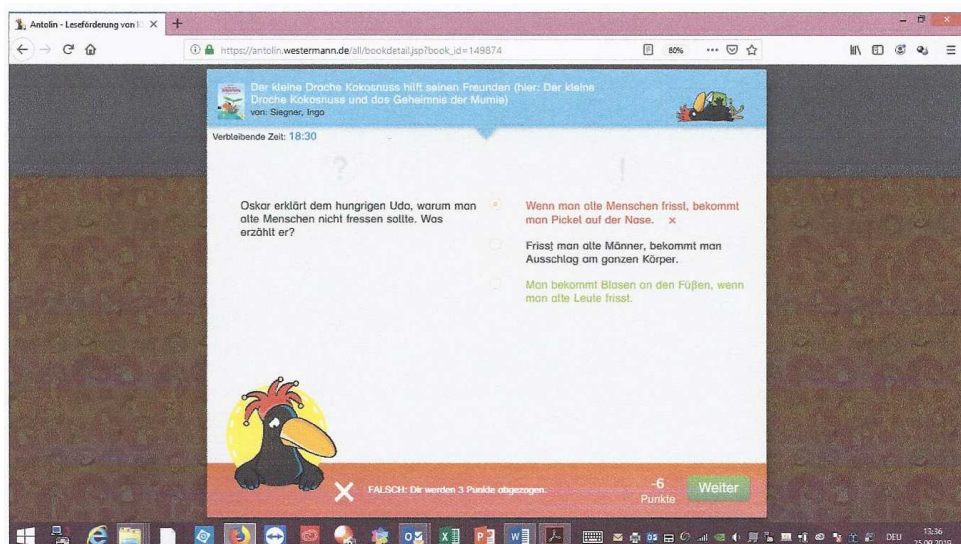 Antolin - Leseförderung von
https://antolin.westermann.de/all/bookdetail.jsp?book_id=149874
80%
Der kleine Drache Kokosnuss hilft seinen Freunden (hier: Der kleine
Drache Kokosnuss und das Geheimnis der Mumie)
von: Siegner, Ingo
Verbleibende Zeit: 18:30
?
!
Oskar erklärt dem hungrigen Udo, warum man
alte Menschen nicht fressen sollte. Was
erzählt er?
Wenn man alte Menschen frisst, bekommt
man Pickel auf der Nase. x
Frisst man alte Männer, bekommt man
Ausschlag am ganzen Körper.
Man bekommt Blasen an den Füßen, wenn
man alte Leute frisst.
FALSCH: Dir werden 3 Punkte abgezogen.
-6
Punkte
Weiter
DEU
13:36
25.09.2019